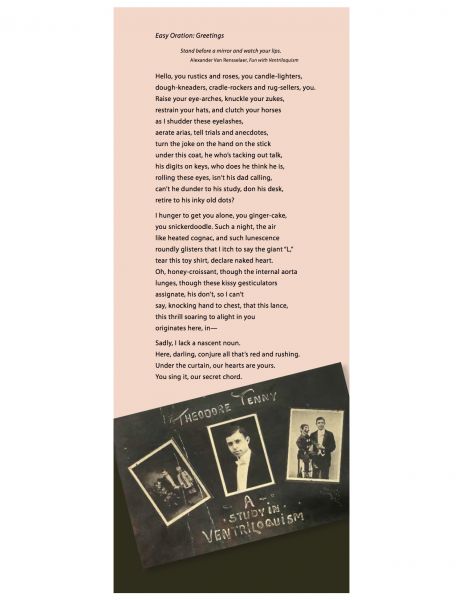 Easy Oration: Greetings
Stand before a mirror and watch your lips.
Alexander Van Rensselaer, Fun with Ventriloquism
Hello, you rustics and roses, you candle-lighters,
dough-kneaders, cradle-rockers and rug-sellers, you.
Raise your eye-arches, knuckle your zukes,
restrain your hats, and clutch your horses
as I shudder these eyelashes,
aerate arias, tell trials and anecdotes,
turn the joke on the hand on the stick
under this coat, he who's tacking out talk,
his digits on keys, who does he think he is,
rolling these eyes, isn't his dad calling,
can't he dunder to his study, don his desk,
retire to his inky old dots?
I hunger to get you alone, you ginger-cake,
you snickerdoodle. Such a night, the air
like heated cognac, and such lunescence
roundly glisters that I itch to say the giant "L,"
tear this toy shirt, declare naked heart.
Oh, honey-croissant, though the internal aorta
lunges, though these kissy gesticulators
assignate, his don't, so I can't
say, knocking hand to chest, that this lance,
this thrill soaring to alight in you
originates here, in—
Sadly, I lack a nascent noun.
Here, darling, conjure all that's red and rushing.
Under the curtain, our hearts are yours.
You sing it, our secret chord.
THEODORE TENNY
A
STUDY IN
VENTRILOQUISM